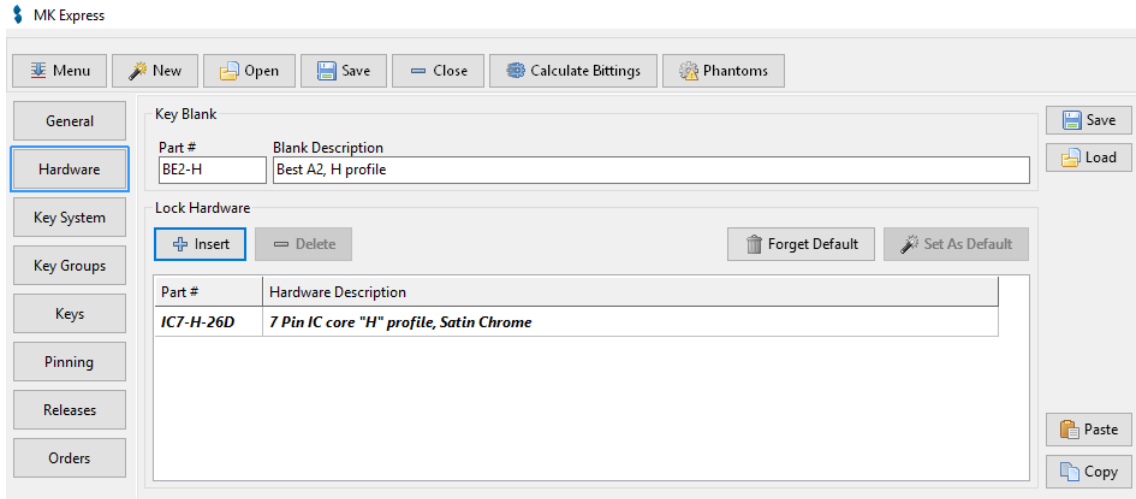 MK Express
Menu New Open Save Close Calculate Bittings Phantoms
General
Hardware
Key System
Key Groups
Keys
Pinning
Releases
Orders
Key Blank
Part # Blank Description
BE2-H Best A2, H profile
Lock Hardware
Insert Delete Forget Default Set As Default
Part # Hardware Description
IC7-H-26D 7 Pin IC core "H" profile, Satin Chrome
Save
Load
Paste
Copy